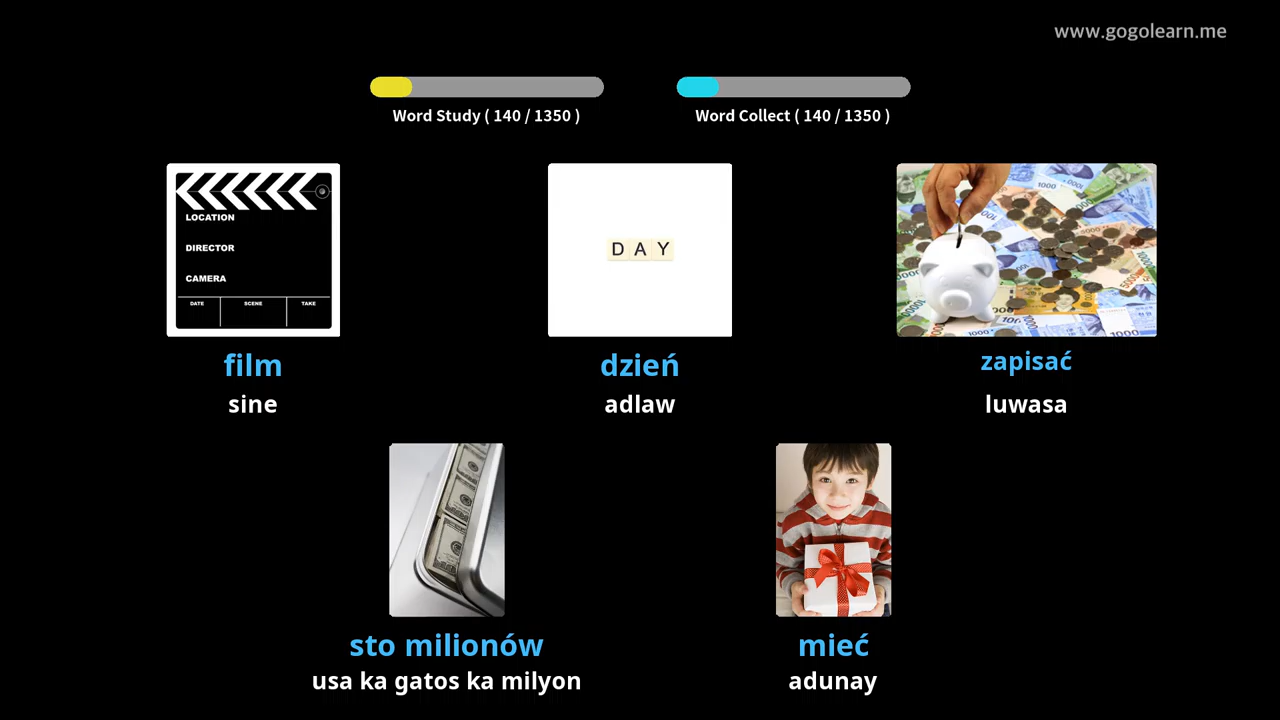 www.gogolearn.me
Word Study ( 140 / 1350 )
Word Collect ( 140 / 1350 )
LOCATION
DIRECTOR
CAMERA
DATE SCENE TAKE
DAY
1000
film
dzień
zapisać
sine
adlaw
luwasa
sto milionów
mieć
usa ka gatos ka milyon
adunay